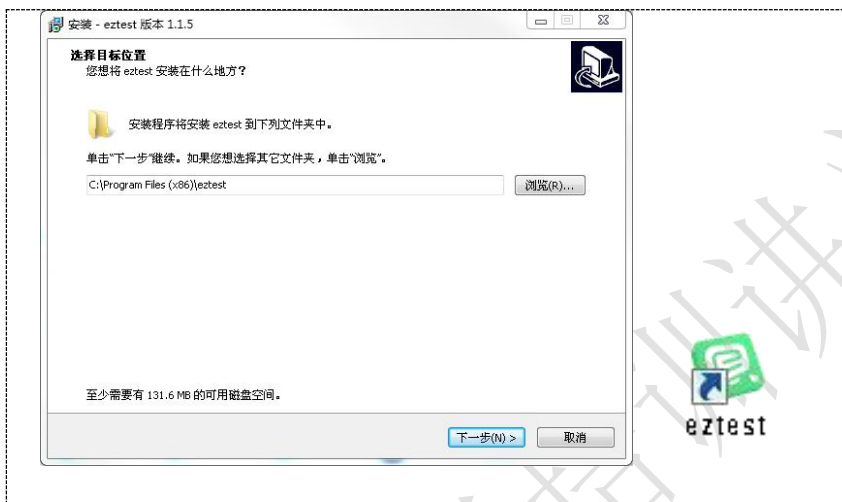 安装 - eztest 版本 1.1.5
选择目标位置
您想将 eztest 安装在什么地方?
安装程序将安装 eztest 到下列文件夹中。
单击“下一步”继续。如果您想选择其它文件夹，单击“浏览”。
C:\Program Files (x86)\eztest
浏览(R)...
至少需要有 131.6 MB 的可用磁盘空间。
下一步(N) >
取消
eztest
培训讲